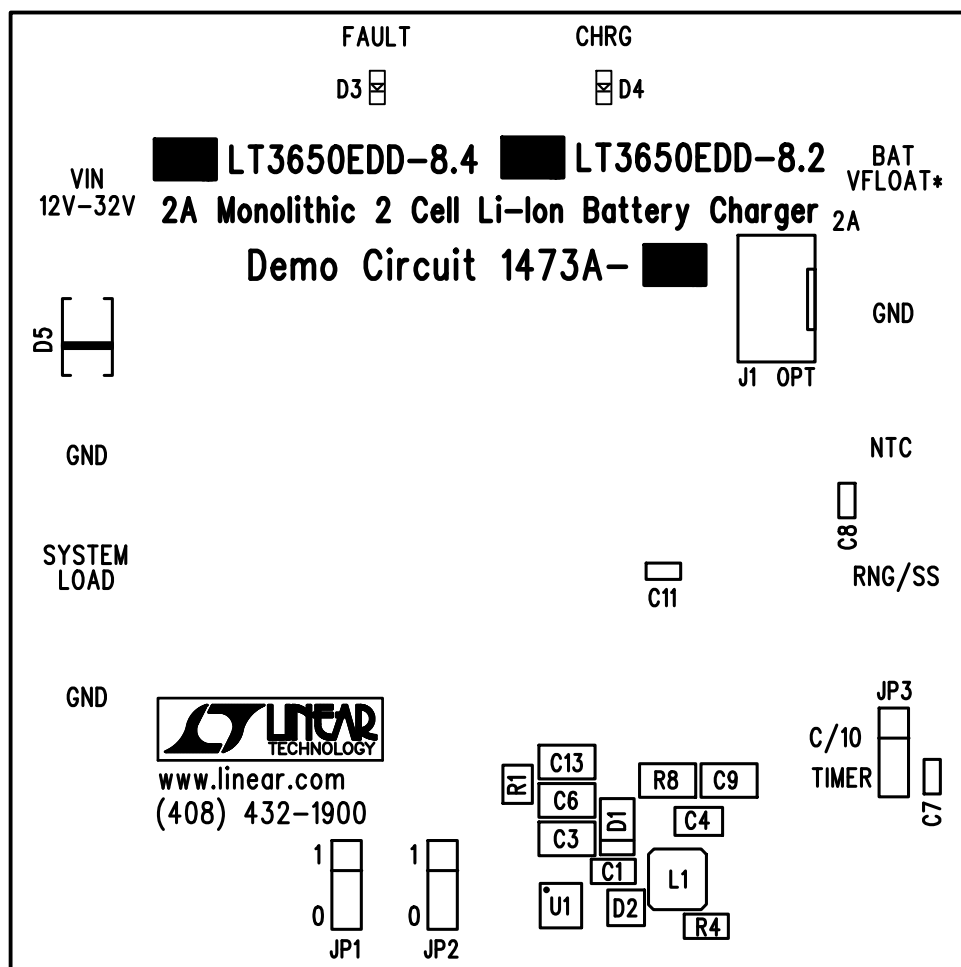 FAULT
CHRG
D3
D4
LT3650EDD-8.4
LT3650EDD-8.2
VIN
12V-32V
BAT
VFLOAT*
2A
2A Monolithic 2 Cell Li-Ion Battery Charger
Demo Circuit 1473A-
D5
GND
J1 OPT
GND
NTC
C8
SYSTEM
LOAD
C11
RNG/SS
GND
LINEAR
TECHNOLOGY
www.linear.com
(408) 432-1900
JP3
C/10
TIMER
C7
R1
C13
C6
C3
D1
R8
C9
C4
C1
L1
U1
D2
R4
1
0
JP1
1
0
JP2